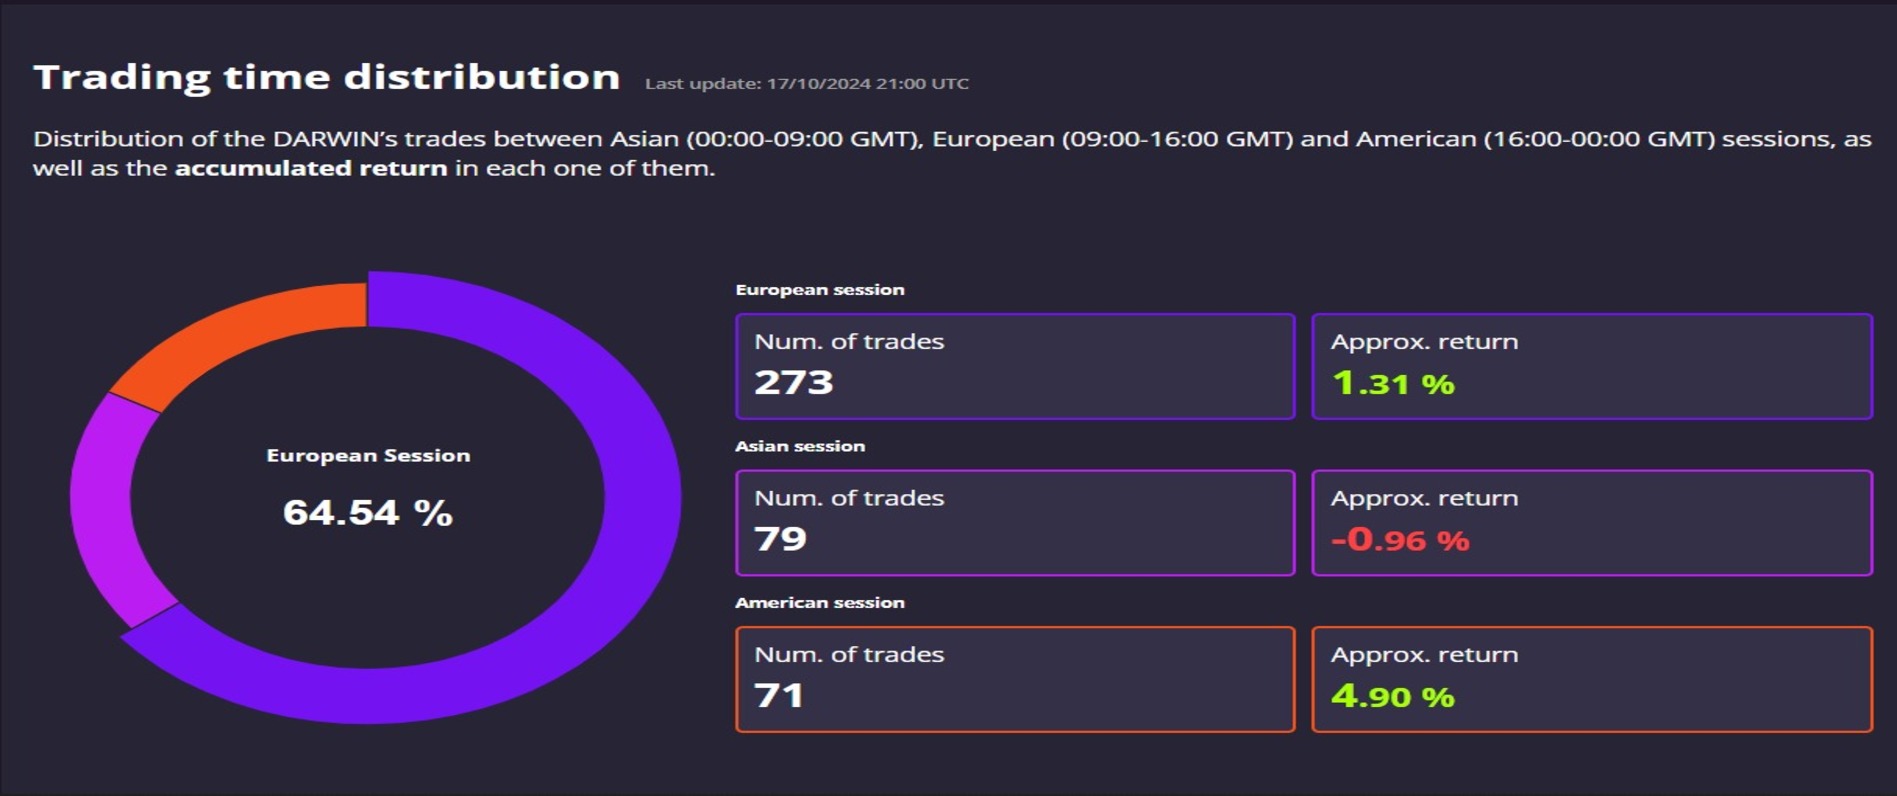 Trading time distribution Last update: 17/10/2024 21:00 UTC
Distribution of the DARWIN’s trades between Asian (00:00-09:00 GMT), European (09:00-16:00 GMT) and American (16:00-00:00 GMT) sessions, as
well as the accumulated return in each one of them.
European Session
64.54 %
European session
Num. of trades
273
Approx. return
1.31 %
Asian session
Num. of trades
79
Approx. return
-0.96 %
American session
Num. of trades
71
Approx. return
4.90 %